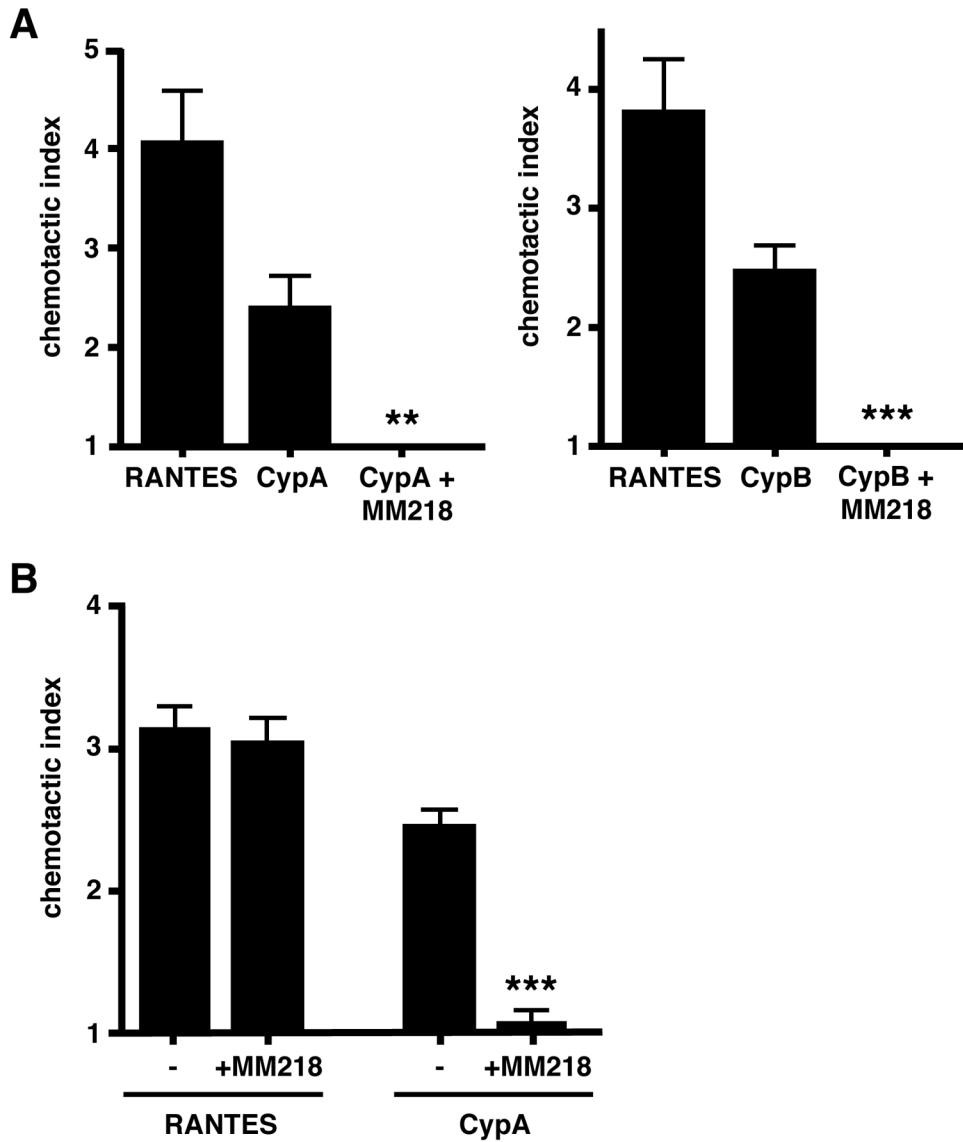 A
chemotactic index
5
4
3
2
1
**
RANTES CypA CypA +
MM218
chemotactic index
4
3
2
1
***
RANTES CypB CypB +
MM218
B
chemotactic index
4
3
2
1
***
- +MM218 - +MM218
RANTES CypA